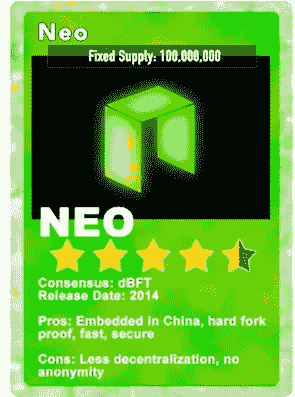 Neo
Fixed Supply: 100,000,000
NEO
Consensus: dBFT
Release Date: 2014
Pros: Embedded in China, hard fork
proof, fast, secure
Cons: Less decentralization, no
anonymity